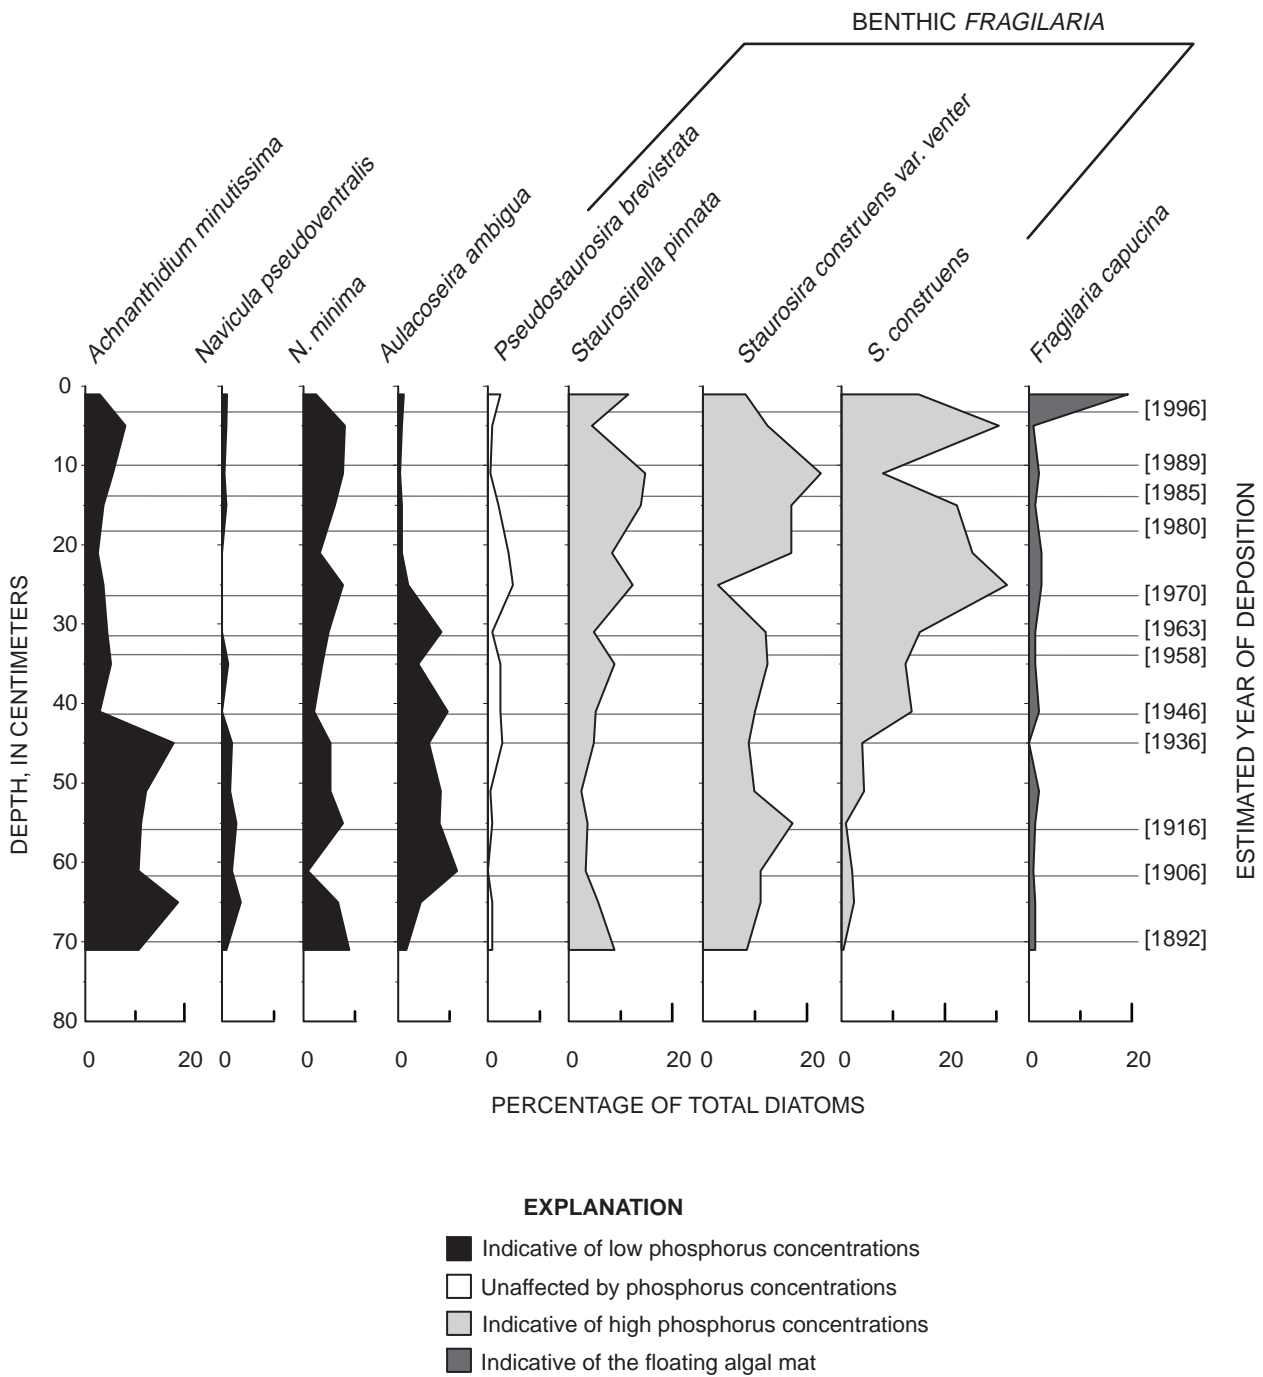 BENTHIC FRAGILARIA
Achnanthidium minutissima
Navicula pseudoventralis
N. minima
Aulacoseira ambigua
Pseudostaurosira brevistrata
Staurosirella pinnata
Staurosira construens var. venter
S. construens
Fragilaria capucina
DEPTH, IN CENTIMETERS
0
10
20
30
40
50
60
70
80
[1996]
[1989]
[1985]
[1980]
[1970]
[1963]
[1958]
[1946]
[1936]
[1916]
[1906]
[1892]
ESTIMATED YEAR OF DEPOSITION
0 20 0 0 0 0 0 20 0 20 0 20 0 20
PERCENTAGE OF TOTAL DIATOMS
EXPLANATION
Indicative of low phosphorus concentrations
Unaffected by phosphorus concentrations
Indicative of high phosphorus concentrations
Indicative of the floating algal mat